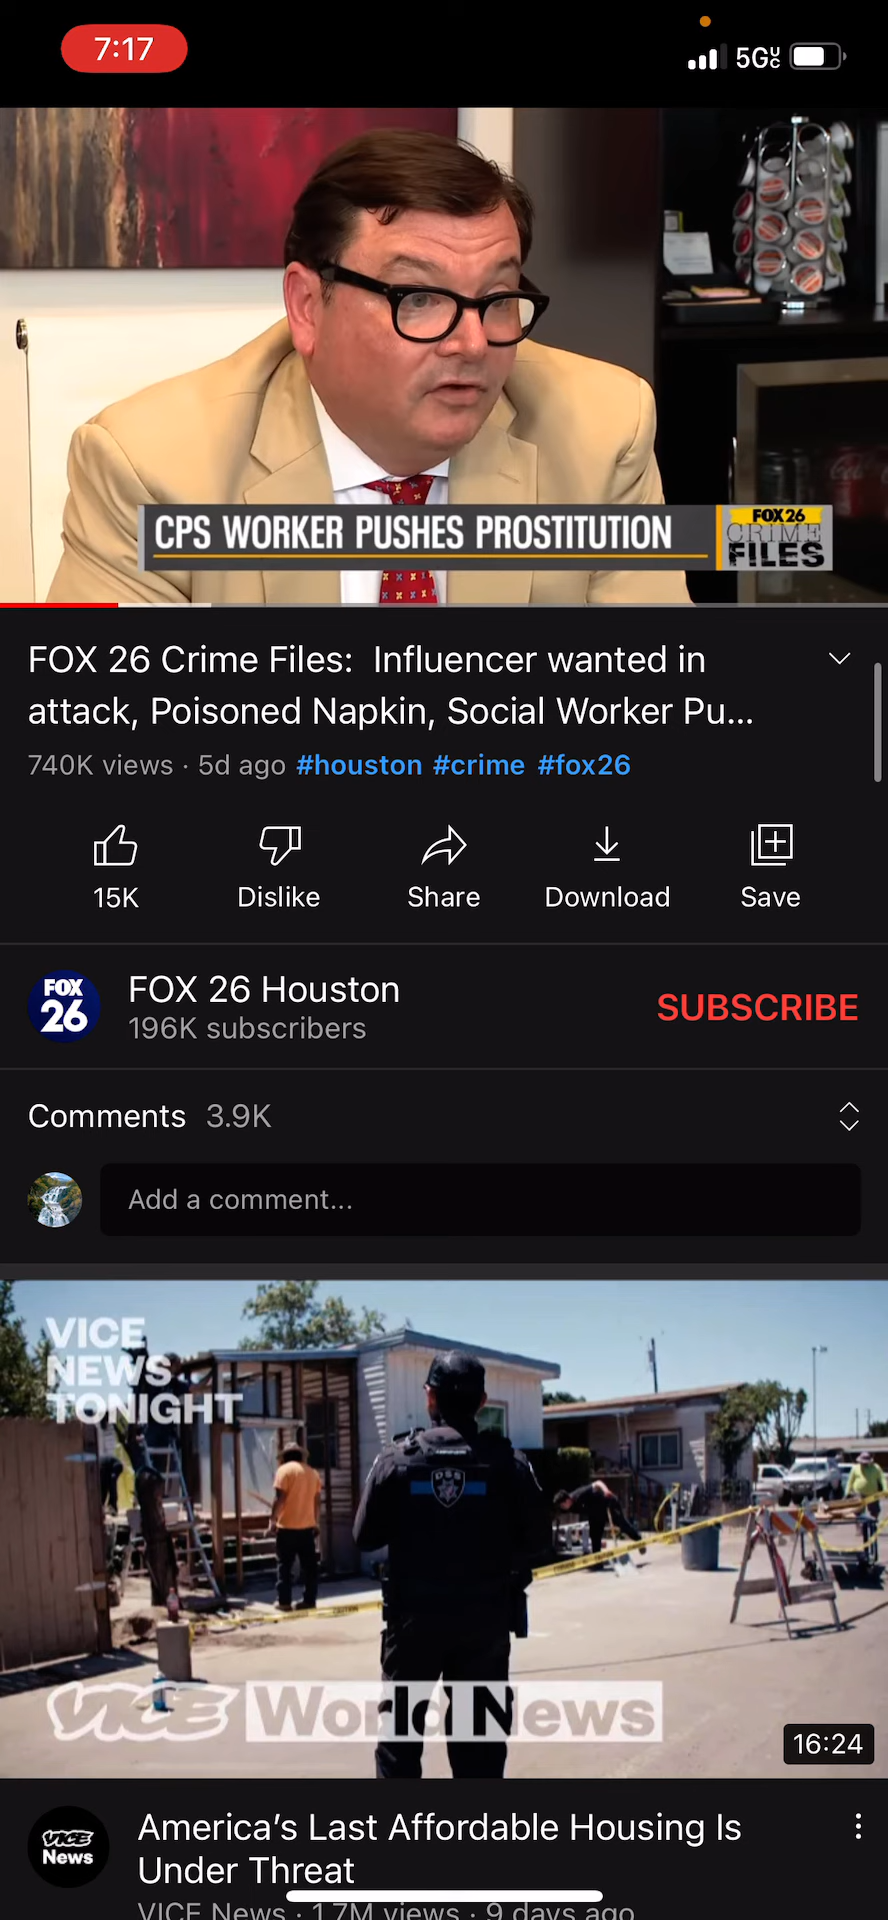 7:17
5G UC
CPS WORKER PUSHES PROSTITUTION
FOX 26
CRIME
FILES
FOX 26 Crime Files:  Influencer wanted in
attack, Poisoned Napkin, Social Worker Pu...
740K views · 5d ago #houston #crime #fox26
15K
Dislike
Share
Download
Save
FOX
26
FOX 26 Houston
196K subscribers
SUBSCRIBE
Comments 3.9K
Add a comment...
VICE
NEWS
TONIGHT
DSS
VICE World News
16:24
VICE
News
America's Last Affordable Housing Is
Under Threat
VICE News · 1.7M views · 9 days ago